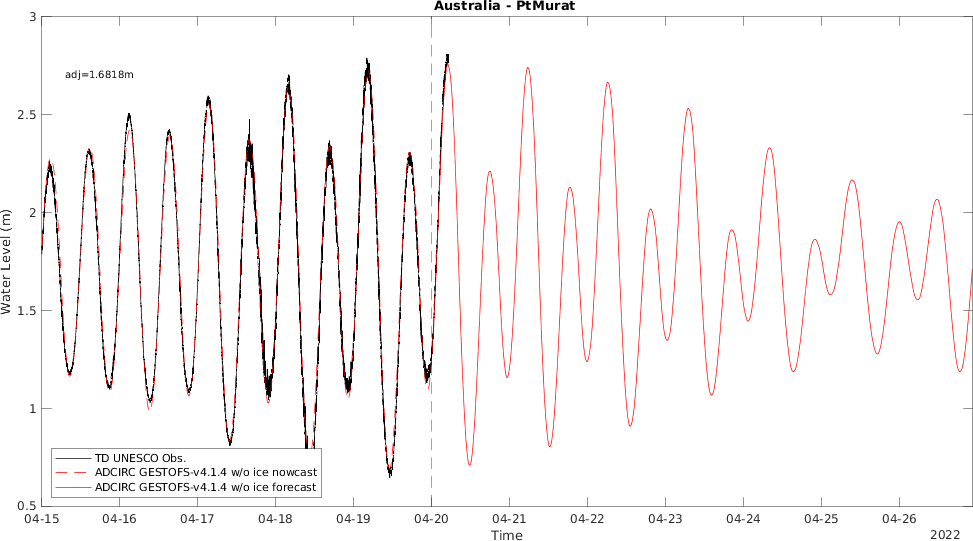 Australia - PtMurat
3
adj=1.6818m
2.5
2
Water Level (m)
1.5
1
TD UNESCO Obs.
ADCIRC GESTOFS-v4.1.4 w/o ice nowcast
ADCIRC GESTOFS-v4.1.4 w/o ice forecast
0.5
04-15 04-16 04-17 04-18 04-19 04-20 04-21 04-22 04-23 04-24 04-25 04-26
Time
2022